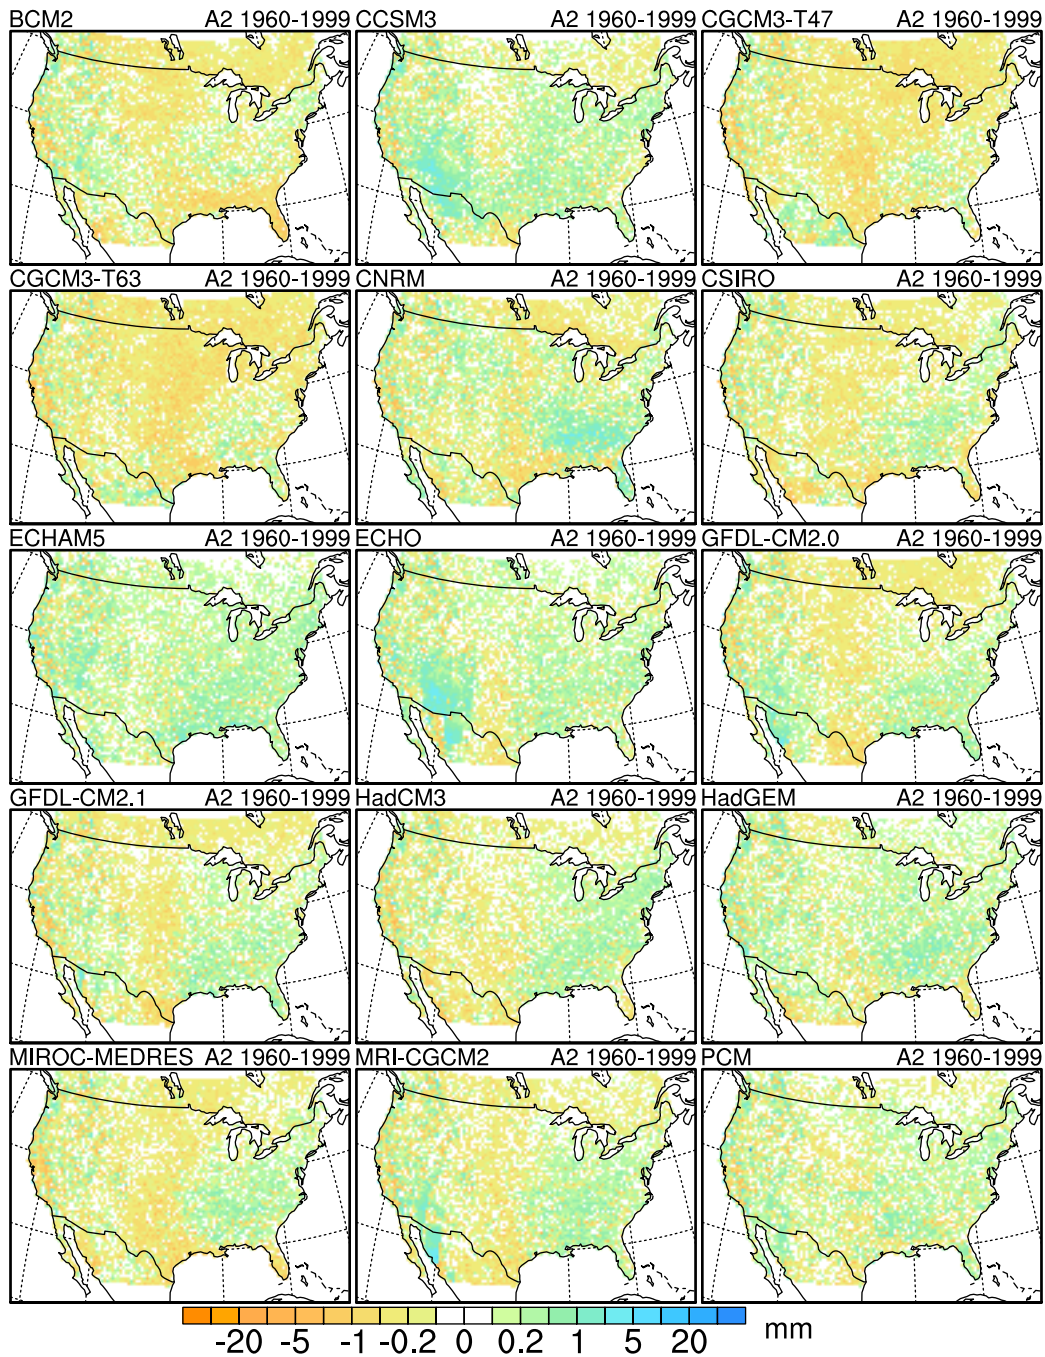 BCM2 A2 1960-1999 CCSM3 A2 1960-1999 CGCM3-T47 A2 1960-1999
CGCM3-T63 A2 1960-1999 CNRM A2 1960-1999 CSIRO A2 1960-1999
ECHAM5 A2 1960-1999 ECHO A2 1960-1999 GFDL-CM2.0 A2 1960-1999
GFDL-CM2.1 A2 1960-1999 HadCM3 A2 1960-1999 HadGEM A2 1960-1999
MIROC-MEDRES A2 1960-1999 MRI-CGCM2 A2 1960-1999 PCM A2 1960-1999
-20 -5 -1 -0.2 0 0.2 1 5 20 mm